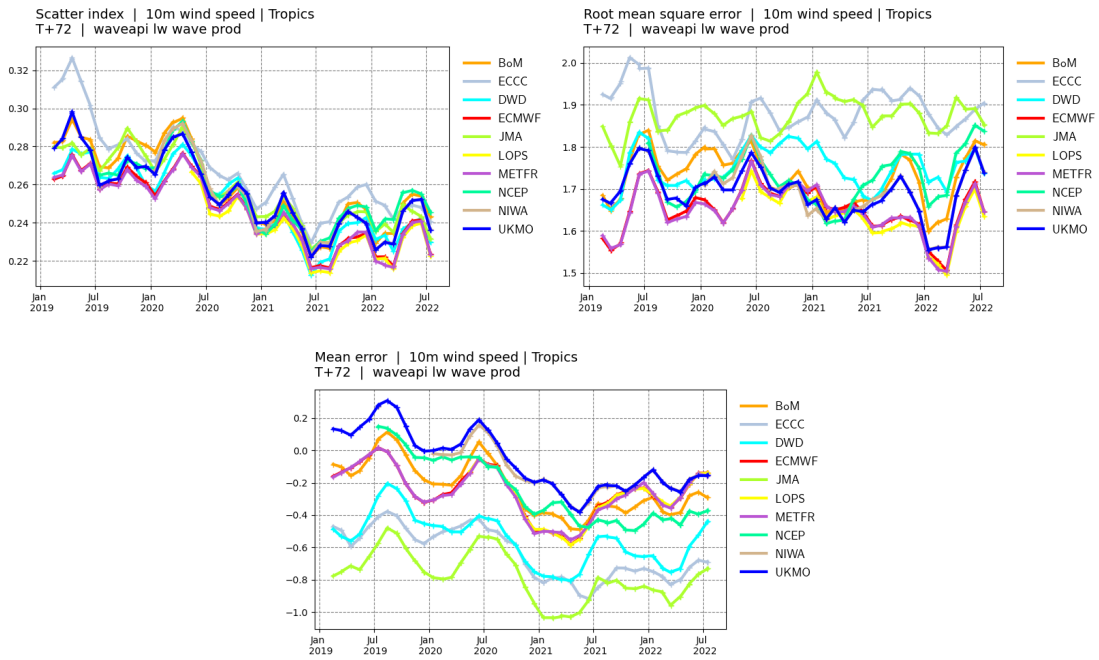 Scatter index | 10m wind speed | Tropics
T+72 | waveapi lw wave prod
0.32
0.30
0.28
0.26
0.24
0.22
Jan 2019
Jul 2019
Jan 2020
Jul 2020
Jan 2021
Jul 2021
Jan 2022
Jul 2022
BoM
ECCC
DWD
ECMWF
JMA
LOPS
METFR
NCEP
NIWA
UKMO
Root mean square error | 10m wind speed | Tropics
T+72 | waveapi lw wave prod
2.0
1.9
1.8
1.7
1.6
1.5
Jan 2019
Jul 2019
Jan 2020
Jul 2020
Jan 2021
Jul 2021
Jan 2022
Jul 2022
BoM
ECCC
DWD
ECMWF
JMA
LOPS
METFR
NCEP
NIWA
UKMO
Mean error | 10m wind speed | Tropics
T+72 | waveapi lw wave prod
0.2
0.0
−0.2
−0.4
−0.6
−0.8
−1.0
Jan 2019
Jul 2019
Jan 2020
Jul 2020
Jan 2021
Jul 2021
Jan 2022
Jul 2022
BoM
ECCC
DWD
ECMWF
JMA
LOPS
METFR
NCEP
NIWA
UKMO